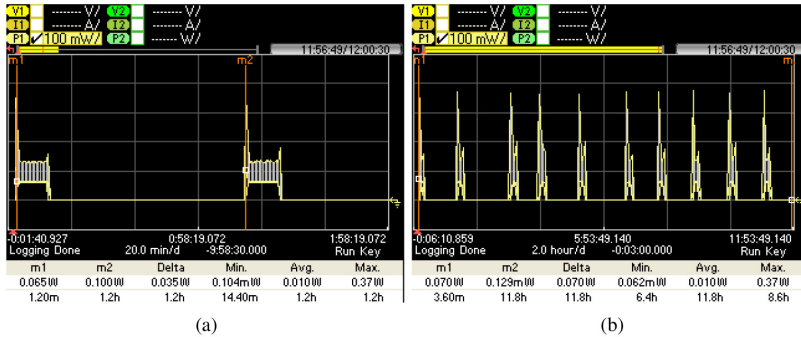 V1 -----V/ V2 -----V/
I1 -----A/ I2 -----A/
P1 ✓100 mW/ P2 -----W/
11:56:49/12:00:30
m1 m2
-0:01:40.927 0:58:19.072 1:58:19.072
Logging Done 20.0 min/d -9:58:30.000 Run Key
m1 m2 Delta Min. Avg. Max.
0.065W 0.100W 0.035W 0.104mW 0.010W 0.37W
1.20m 1.2h 1.2h 14.40m 1.2h 1.2h
(a)
V1 -----V/ V2 -----V/
I1 -----A/ I2 -----A/
P1 ✓100 mW/ P2 -----W/
11:56:49/12:00:30
m1 m
-0:06:10.859 5:53:49.140 11:53:49.140
Logging Done 2.0 hour/d -0:03:00.000 Run Key
m1 m2 Delta Min. Avg. Max.
0.070W 0.129mW 0.070W 0.062mW 0.010W 0.37W
3.60m 11.8h 11.8h 6.4h 11.8h 8.6h
(b)